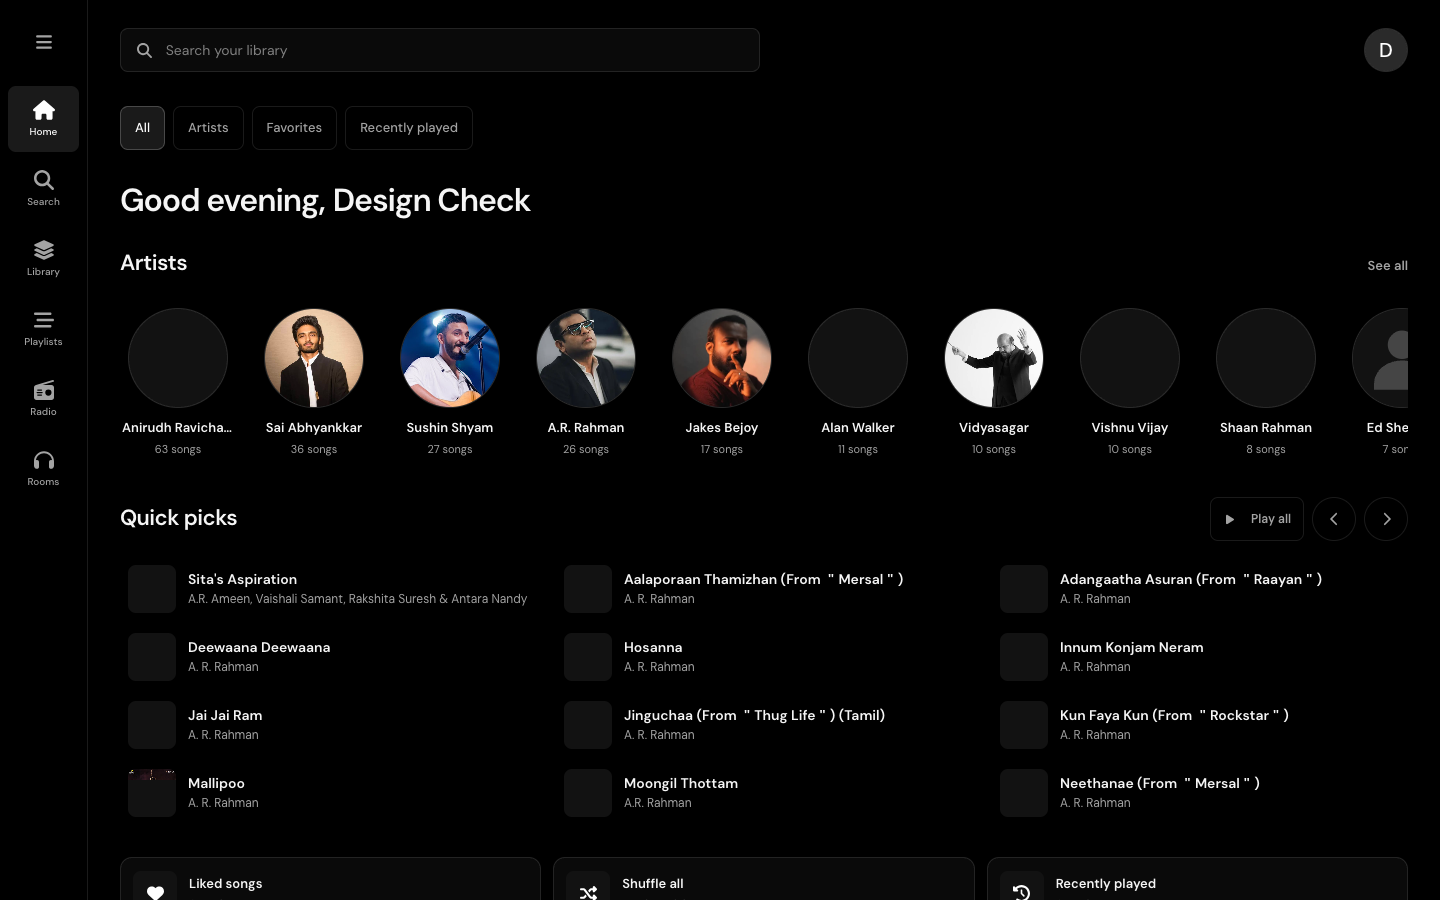 Search your library
D
All
Artists
Favorites
Recently played
Home
Search
Library
Playlists
Radio
Rooms
Good evening, Design Check
Artists
See all
Anirudh Ravicha...
63 songs
Sai Abhyankkar
36 songs
Sushin Shyam
27 songs
A.R. Rahman
26 songs
Jakes Bejoy
17 songs
Alan Walker
11 songs
Vidyasagar
10 songs
Vishnu Vijay
10 songs
Shaan Rahman
8 songs
Ed She
7 sor
Quick picks
Play all
Sita's Aspiration
A.R. Ameen, Vaishali Samant, Rakshita Suresh & Antara Nandy
Aalaporaan Thamizhan (From " Mersal " )
A. R. Rahman
Adangaatha Asuran (From " Raayan " )
A. R. Rahman
Deewaana Deewaana
A. R. Rahman
Hosanna
A. R. Rahman
Innum Konjam Neram
A. R. Rahman
Jai Jai Ram
A. R. Rahman
Jinguchaa (From " Thug Life " ) (Tamil)
A. R. Rahman
Kun Faya Kun (From " Rockstar " )
A. R. Rahman
Mallipoo
A. R. Rahman
Moongil Thottam
A.R. Rahman
Neethanae (From " Mersal " )
A. R. Rahman
Liked songs
Shuffle all
Recently played